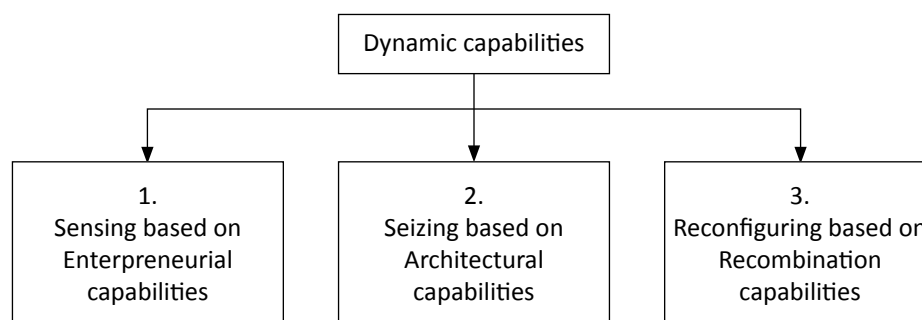 Dynamic capabilities
1.
Sensing based on
Enterpreneurial
capabilities
2.
Seizing based on
Architectural
capabilities
3.
Reconfiguring based on
Recombination
capabilities